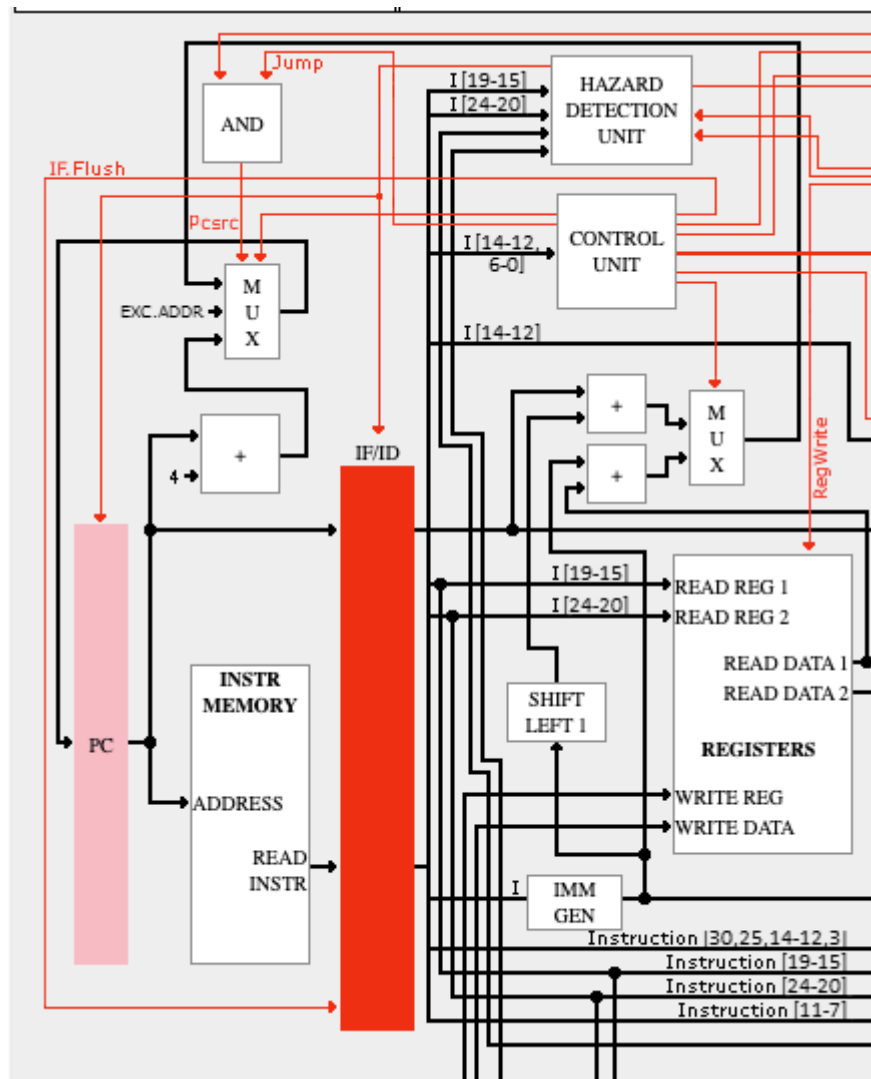 Jump
I [19-15]
I [24-20]
HAZARD
DETECTION
UNIT
AND
IF.Flush
Pcsrc
I [14-12,
6-0]
CONTROL
UNIT
M
U
X
EXC.ADDR
I [14-12]
+
4
+
+
M
U
X
RegWrite
IF/ID
I [19-15]
I [24-20]
READ REG 1
READ REG 2
READ DATA 1
READ DATA 2
REGISTERS
WRITE REG
WRITE DATA
INSTR
MEMORY
SHIFT
LEFT 1
PC
ADDRESS
READ
INSTR
I
IMM
GEN
Instruction [30,25,14-12,3]
Instruction [19-15]
Instruction [24-20]
Instruction [11-7]